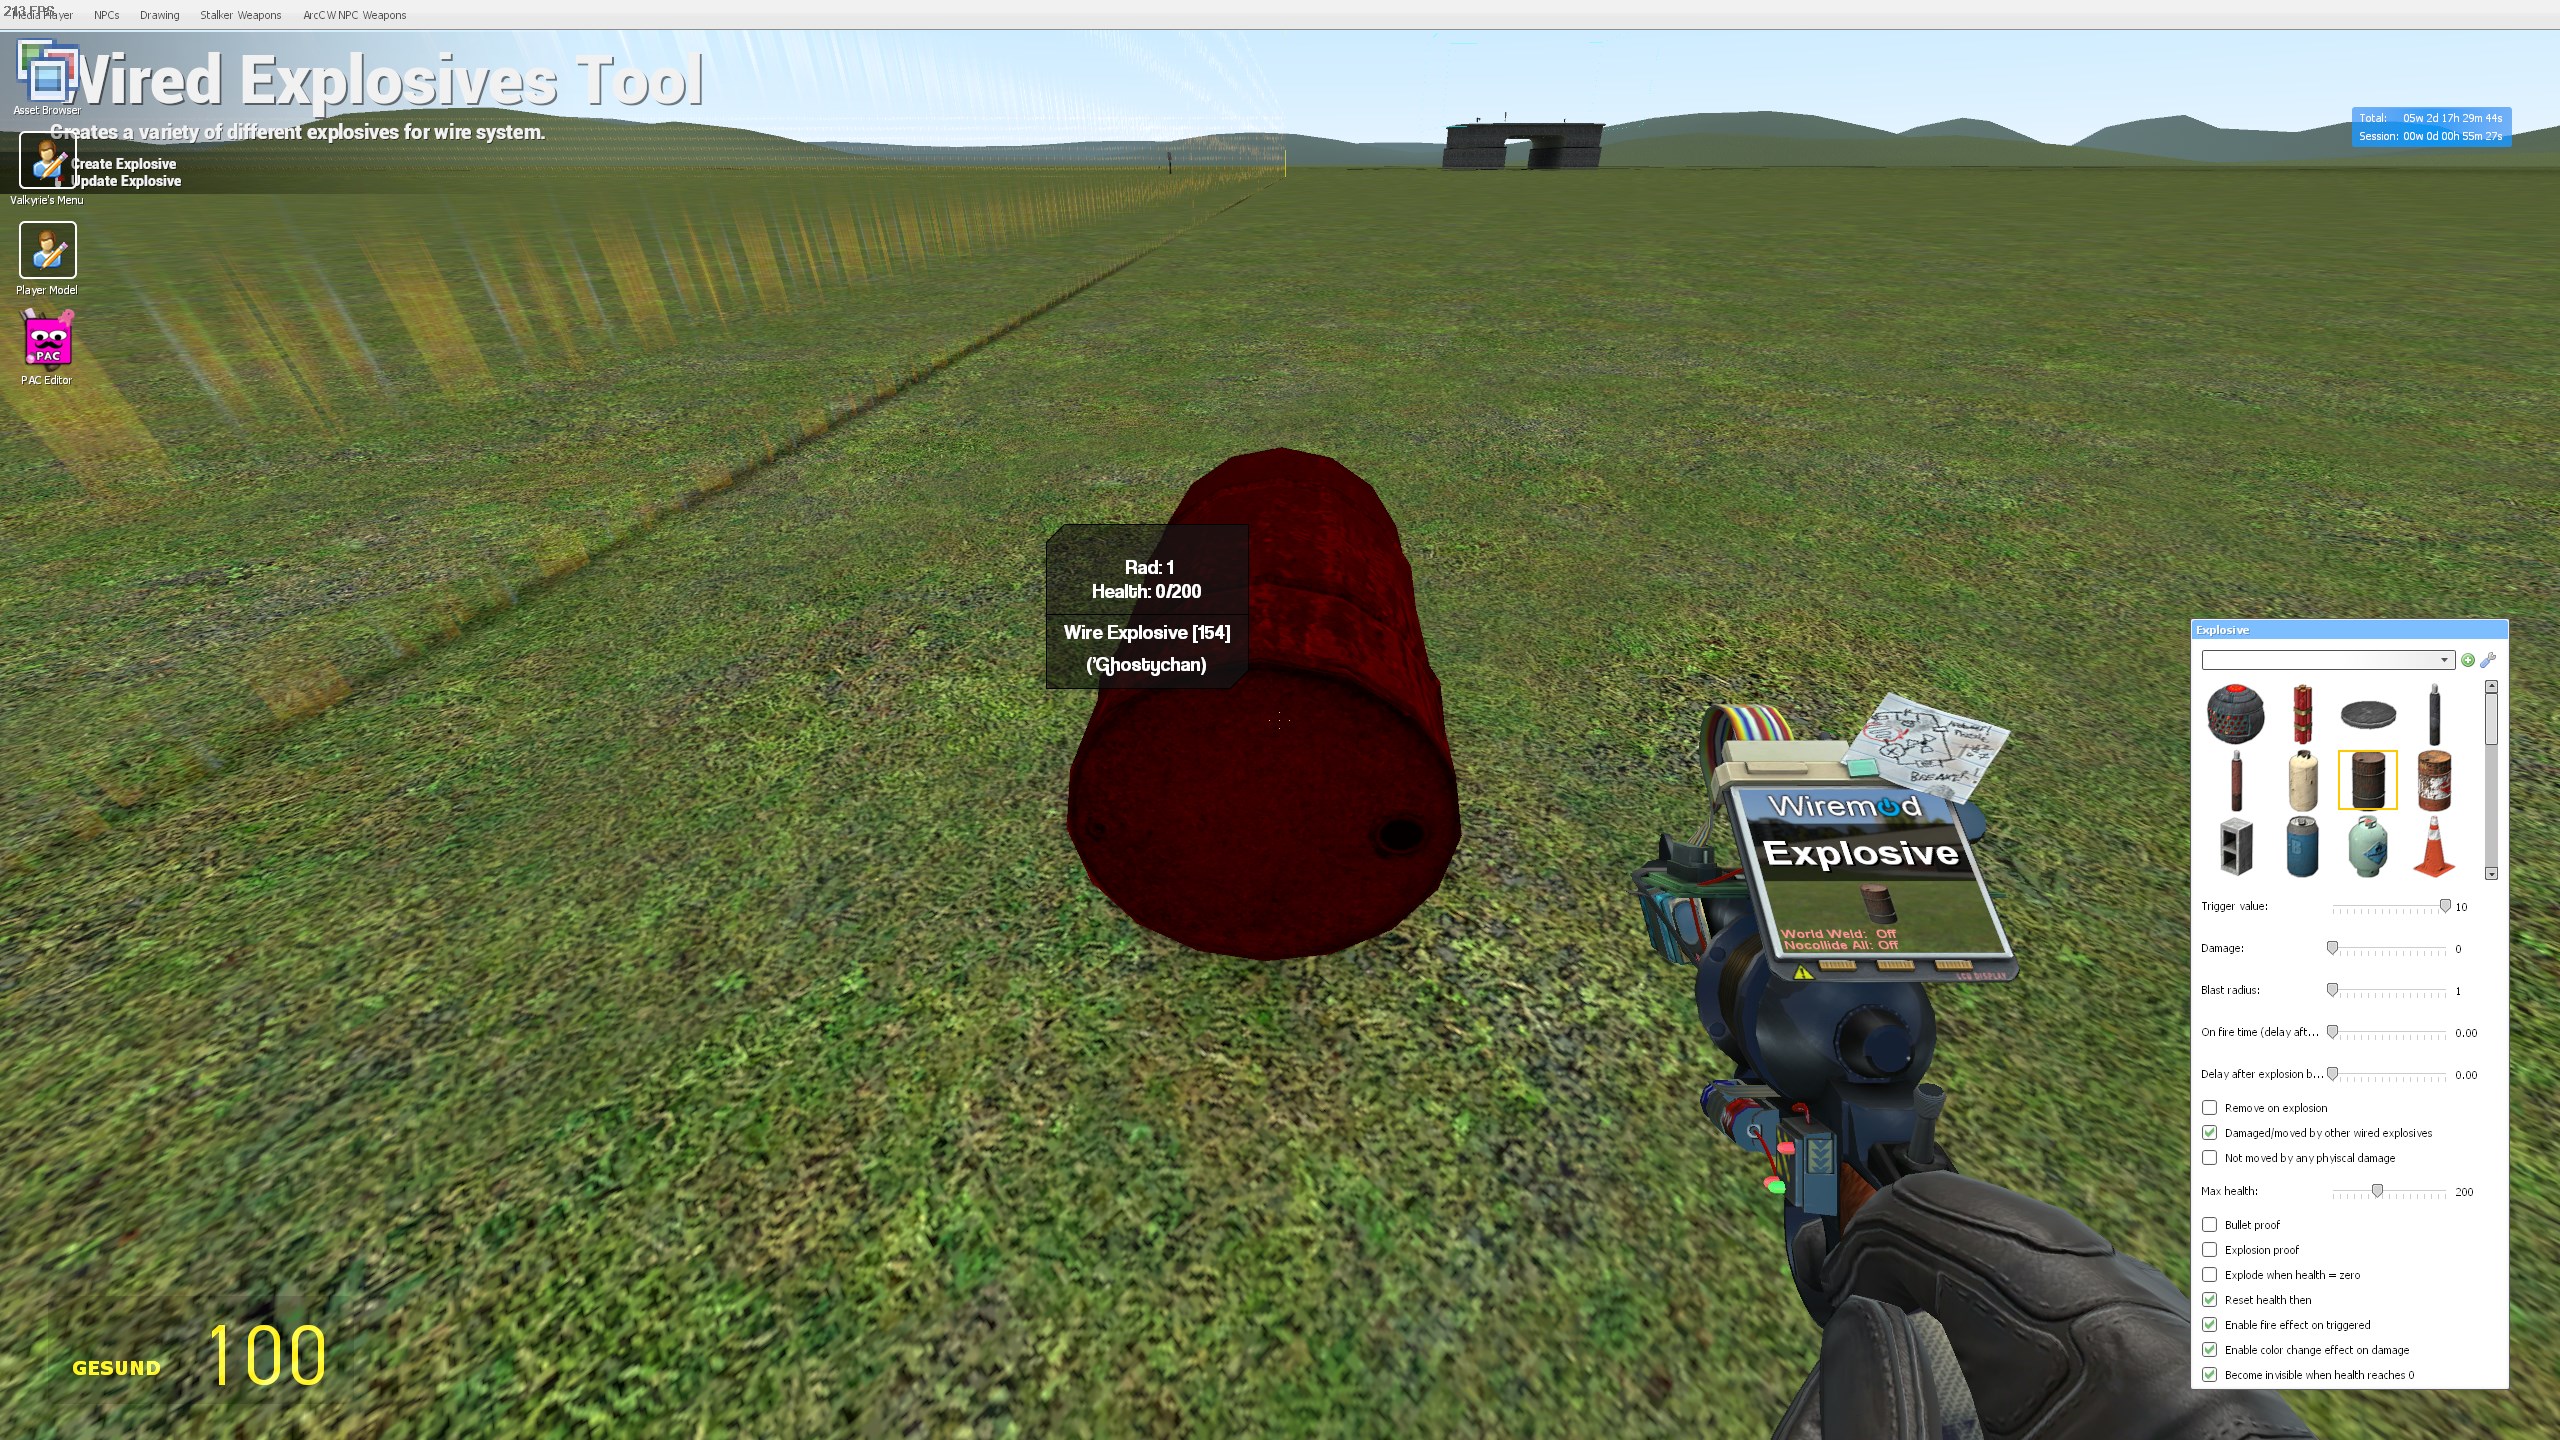 213 FPS
Media Player NPCs Drawing Stalker Weapons ArcCW NPC Weapons
Wired Explosives Tool
Creates a variety of different explosives for wire system.
Create Explosive
Update Explosive
Asset Browser
Valkyrie's Menu
Player Model
PAC
PAC Editor
Total: 05w 2d 17h 29m 44s
Session: 00w 0d 00h 55m 27s
Rad: 1
Health: 0/200
Wire Explosive [154]
('Ghostychan)
BREAKER!
Wiremod
Explosive
World Weld: Off
Nocollide All: Off
LCD DISPLAY
Explosive
Trigger value: 10
Damage: 0
Blast radius: 1
On fire time (delay aft... 0.00
Delay after explosion b... 0.00
Remove on explosion
Damaged/moved by other wired explosives
Not moved by any phyiscal damage
Max health: 200
Bullet proof
Explosion proof
Explode when health = zero
Reset health then
Enable fire effect on triggered
Enable color change effect on damage
Become invisible when health reaches 0
GESUND 100